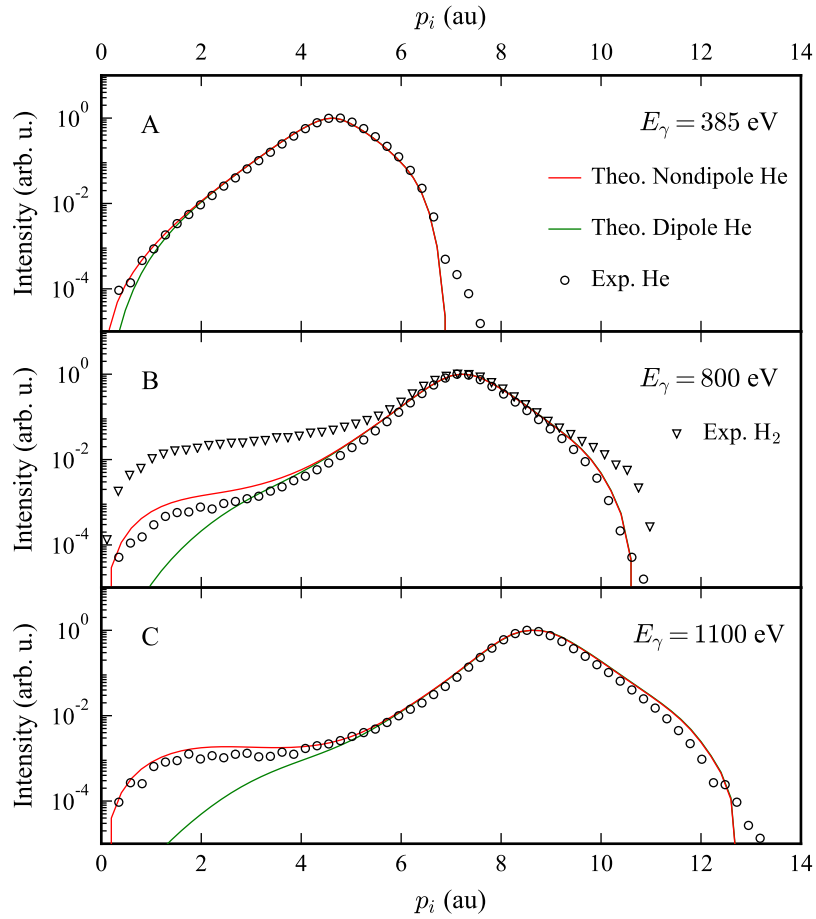 p_i (au)
0 2 4 6 8 10 12 14
Intensity (arb. u.)
10^0
10^-2
10^-4
A
E_γ = 385 eV
Theo. Nondipole He
Theo. Dipole He
Exp. He
Intensity (arb. u.)
10^0
10^-2
10^-4
B
E_γ = 800 eV
Exp. H_2
Intensity (arb. u.)
10^0
10^-2
10^-4
C
E_γ = 1100 eV
0 2 4 6 8 10 12 14
p_i (au)